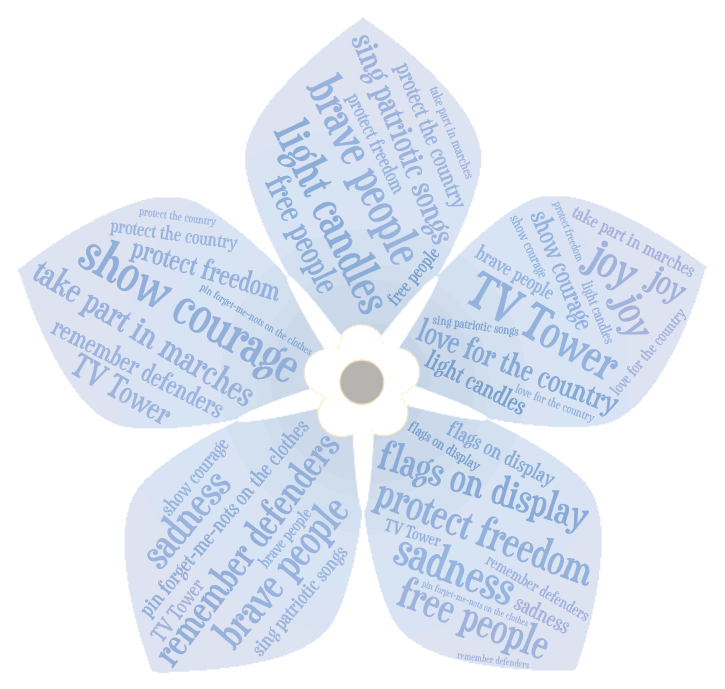 sing patriotic songs
protect the country
take part in marches
brave people
protect freedom
light candles
free people
free people
protect the country
protect the country
protect freedom
show courage
pin forget-me-nots on the clothes
take part in marches
remember defenders
TV Tower
take part in marches
protect freedom
show courage
show courage
joy
joy
joy
brave people
light candles
TV Tower
sing patriotic songs
love for the country
love for the country
love for the country
light candles
show courage
sadness
pin forget-me-nots on the clothes
TV Tower
remember defenders
brave people
brave people
sing patriotic songs
flags on display
flags on display
flags on display
protect freedom
TV Tower
sadness
remember defenders
pin forget-me-nots on the clothes
sadness
free people
remember defenders